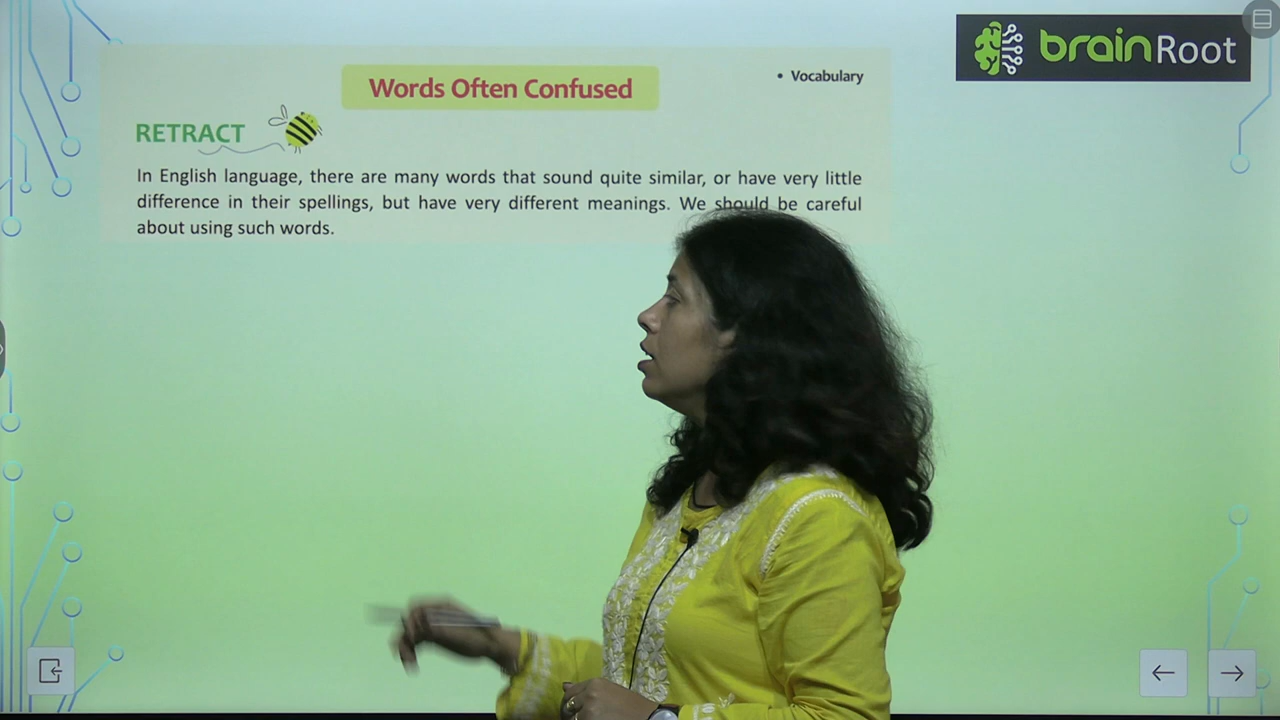 brainRoot
Words Often Confused
• Vocabulary
RETRACT
In English language, there are many words that sound quite similar, or have very little
difference in their spellings, but have very different meanings. We should be careful
about using such words.